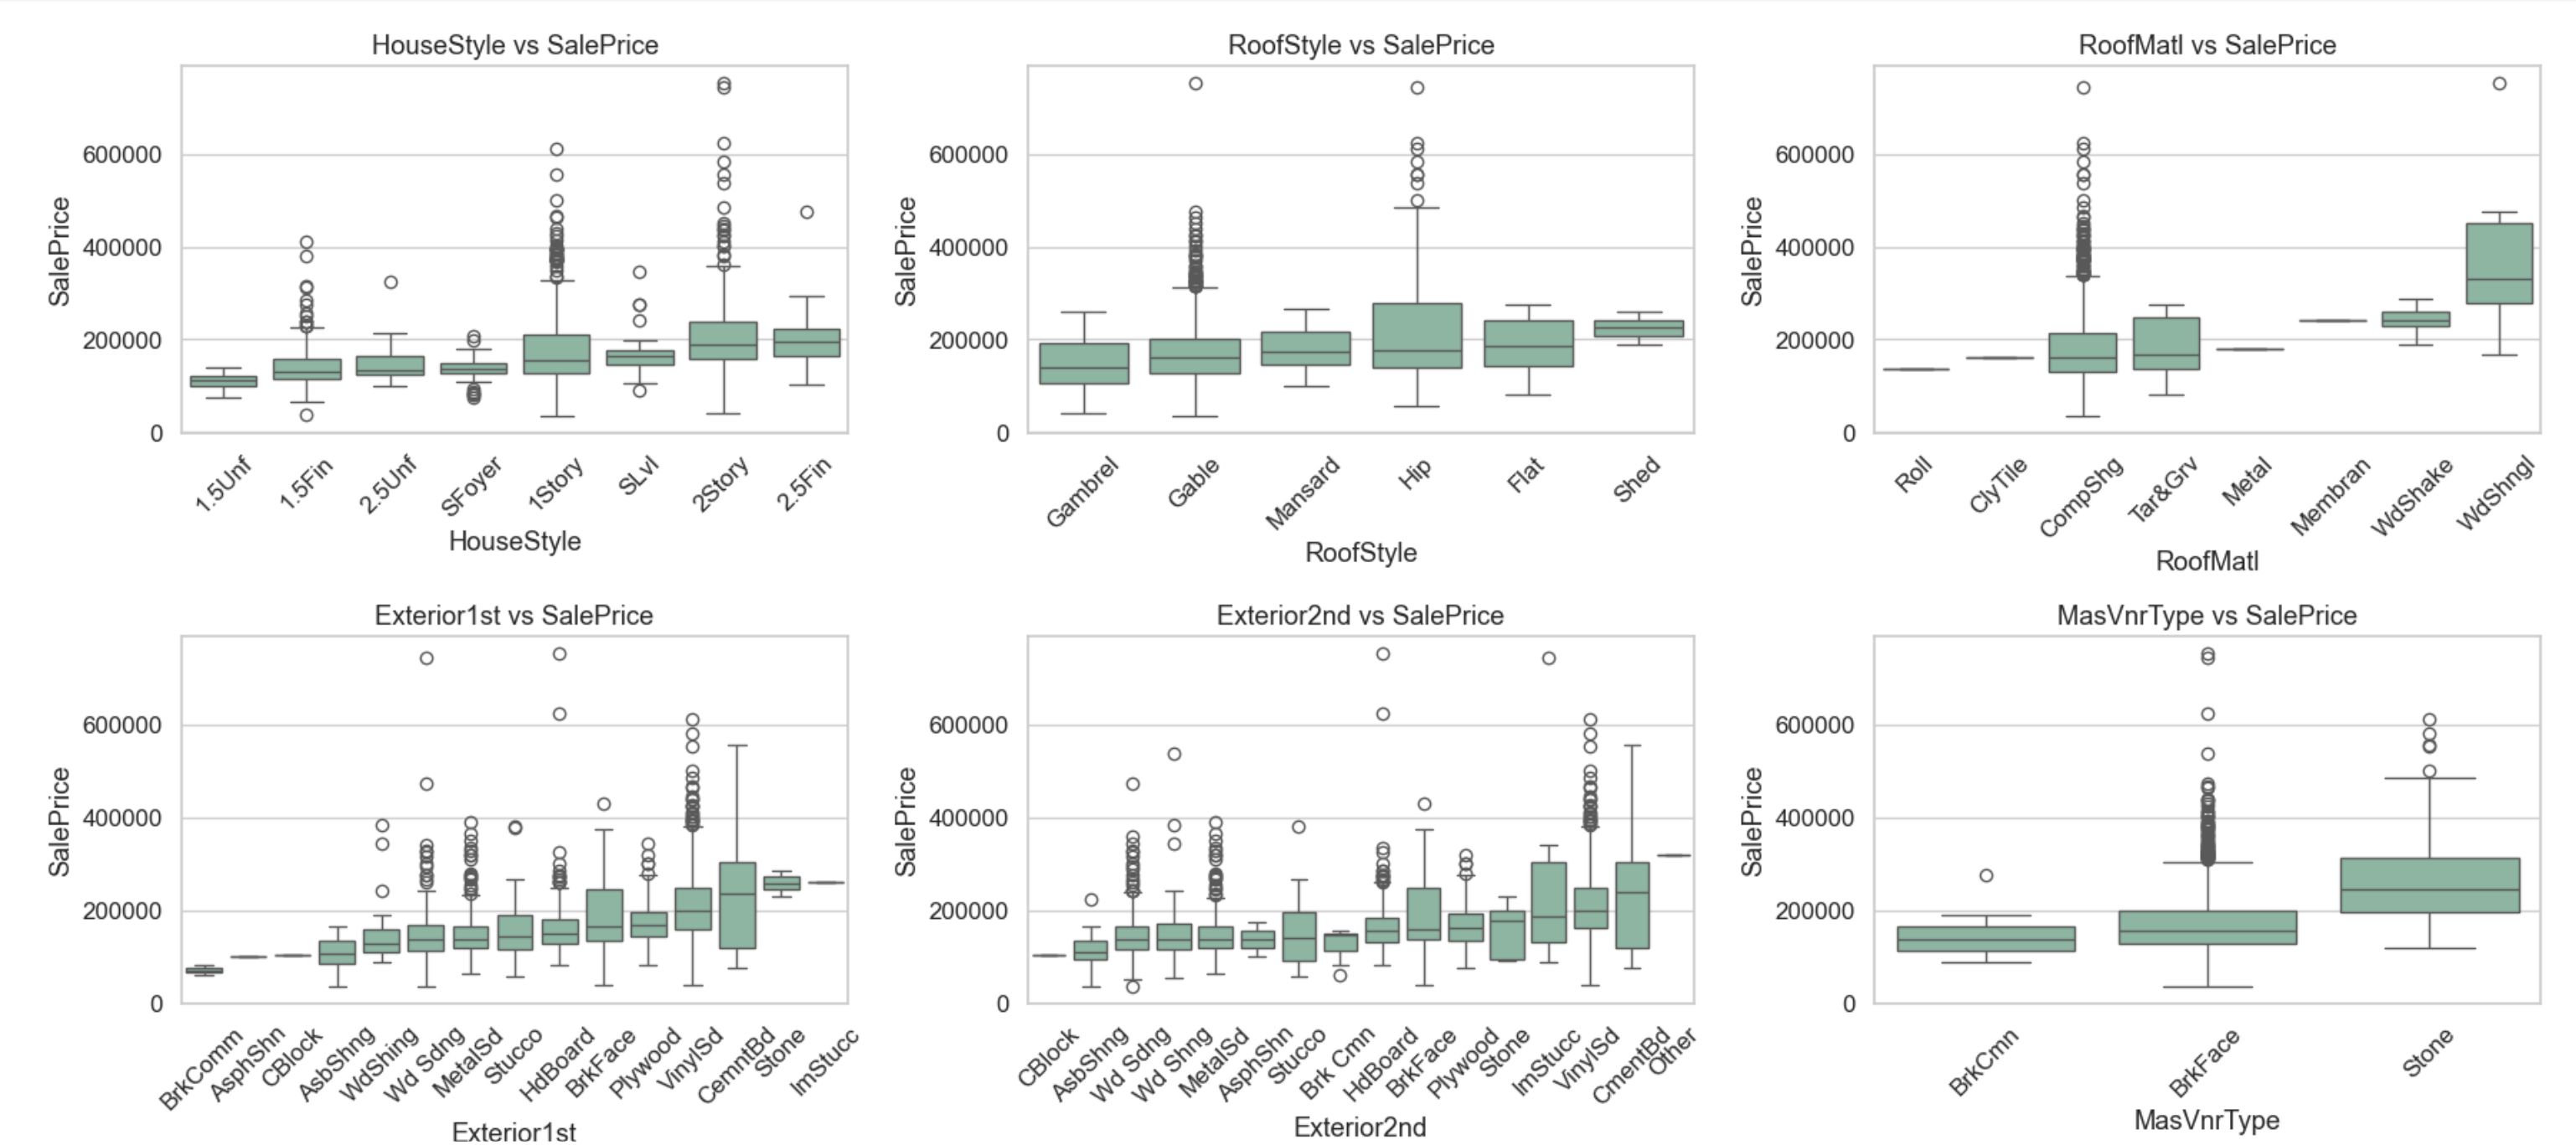 HouseStyle vs SalePrice
SalePrice
600000
400000
200000
0
1.5Unf
1.5Fin
2.5Unf
SFoyer
1Story
SLvl
2Story
2.5Fin
HouseStyle
RoofStyle vs SalePrice
SalePrice
600000
400000
200000
0
Gambrel
Gable
Mansard
Hip
Flat
Shed
RoofStyle
RoofMatl vs SalePrice
SalePrice
600000
400000
200000
0
Roll
ClyTile
CompShg
Tar&Grv
Metal
Membran
WdShake
WdShngl
RoofMatl
Exterior1st vs SalePrice
SalePrice
600000
400000
200000
0
BrkComm
AsphShn
CBlock
AsbShng
WdShing
Wd Sdng
MetalSd
Stucco
HdBoard
BrkFace
Plywood
VinylSd
CemntBd
Stone
ImStucc
Exterior1st
Exterior2nd vs SalePrice
SalePrice
600000
400000
200000
0
CBlock
AsbShng
Wd Sdng
Wd Shng
MetalSd
AsphShn
Stucco
Brk Cmn
HdBoard
BrkFace
Plywood
Stone
ImStucc
VinylSd
CmentBd
Other
Exterior2nd
MasVnrType vs SalePrice
SalePrice
600000
400000
200000
0
BrkCmn
BrkFace
Stone
MasVnrType